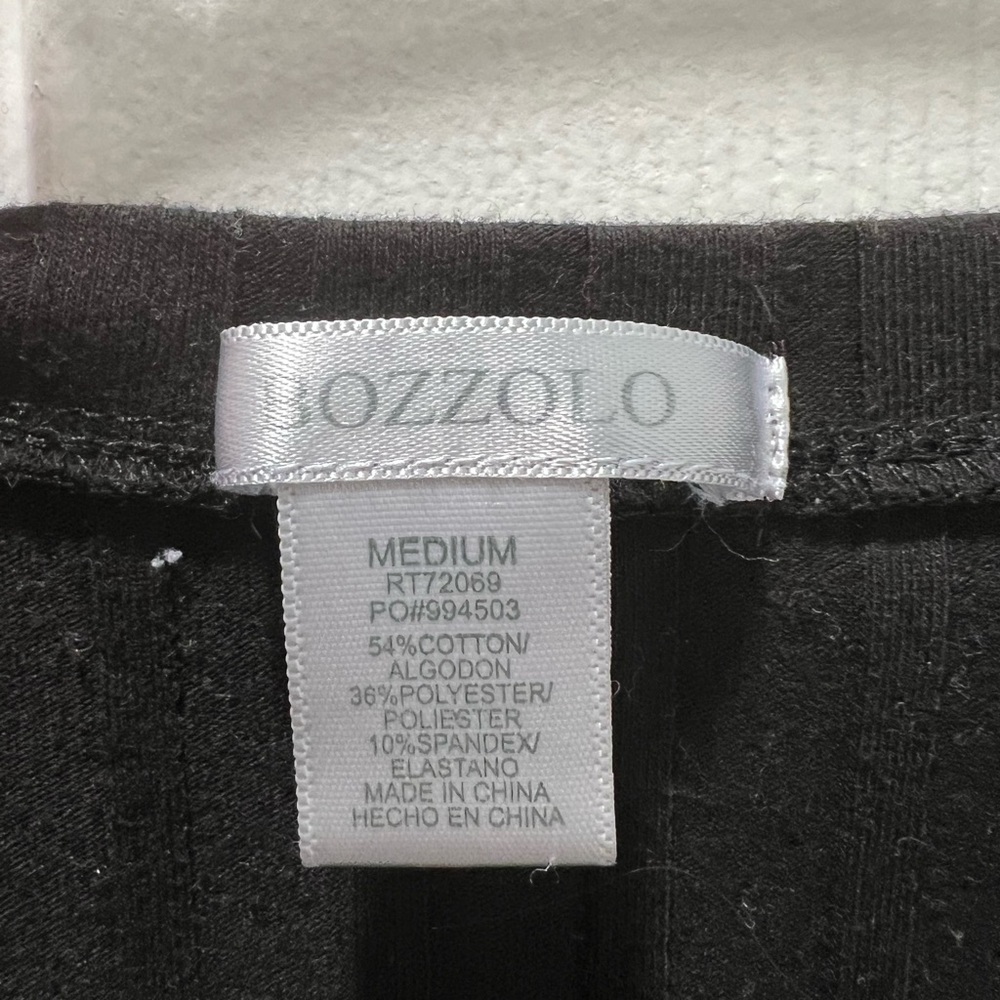 BOZZOLO
MEDIUM
RT72069
PO#994503
54%COTTON/
ALGODON
36%POLYESTER/
POLIESTER
10%SPANDEX/
ELASTANO
MADE IN CHINA
HECHO EN CHINA